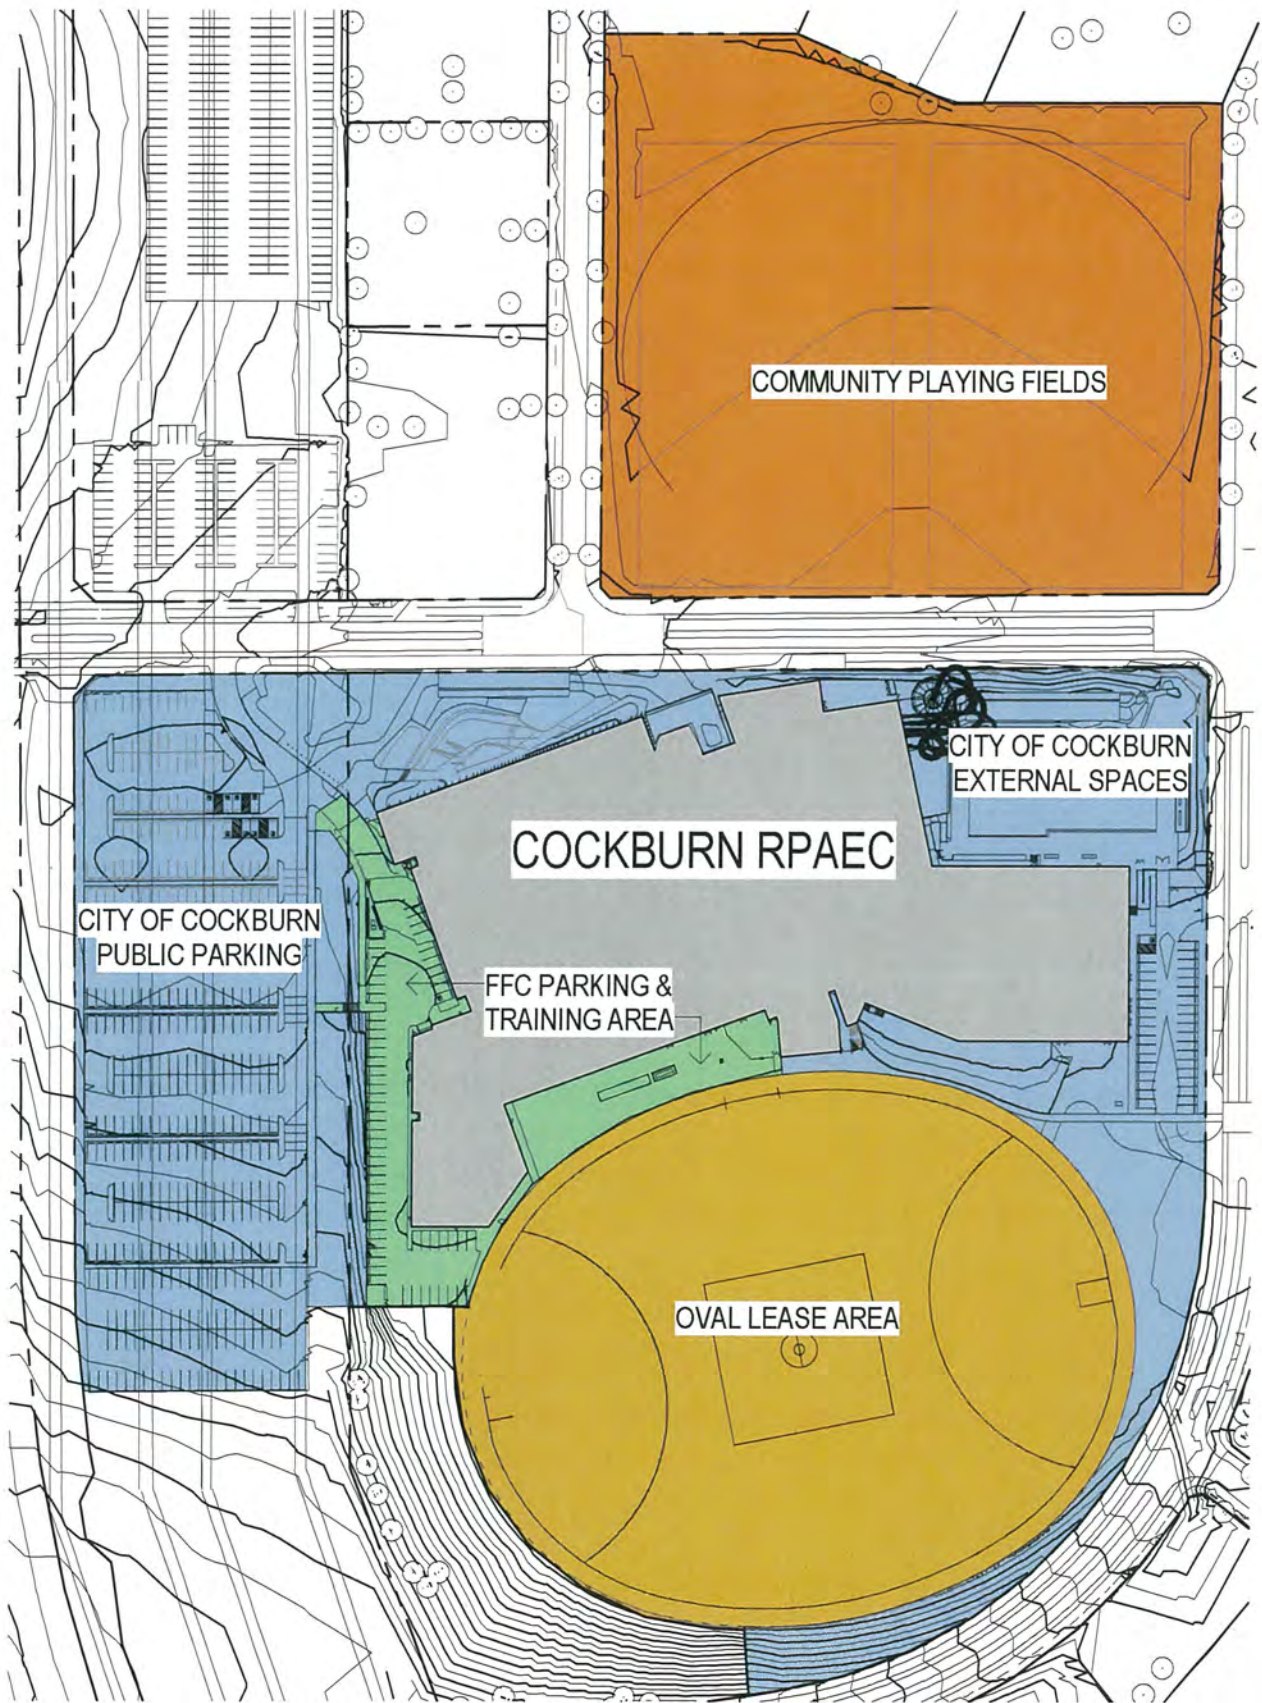 COMMUNITY PLAYING FIELDS
CITY OF COCKBURN
EXTERNAL SPACES
COCKBURN RPAEC
CITY OF COCKBURN
PUBLIC PARKING
FFC PARKING &
TRAINING AREA
OVAL LEASE AREA